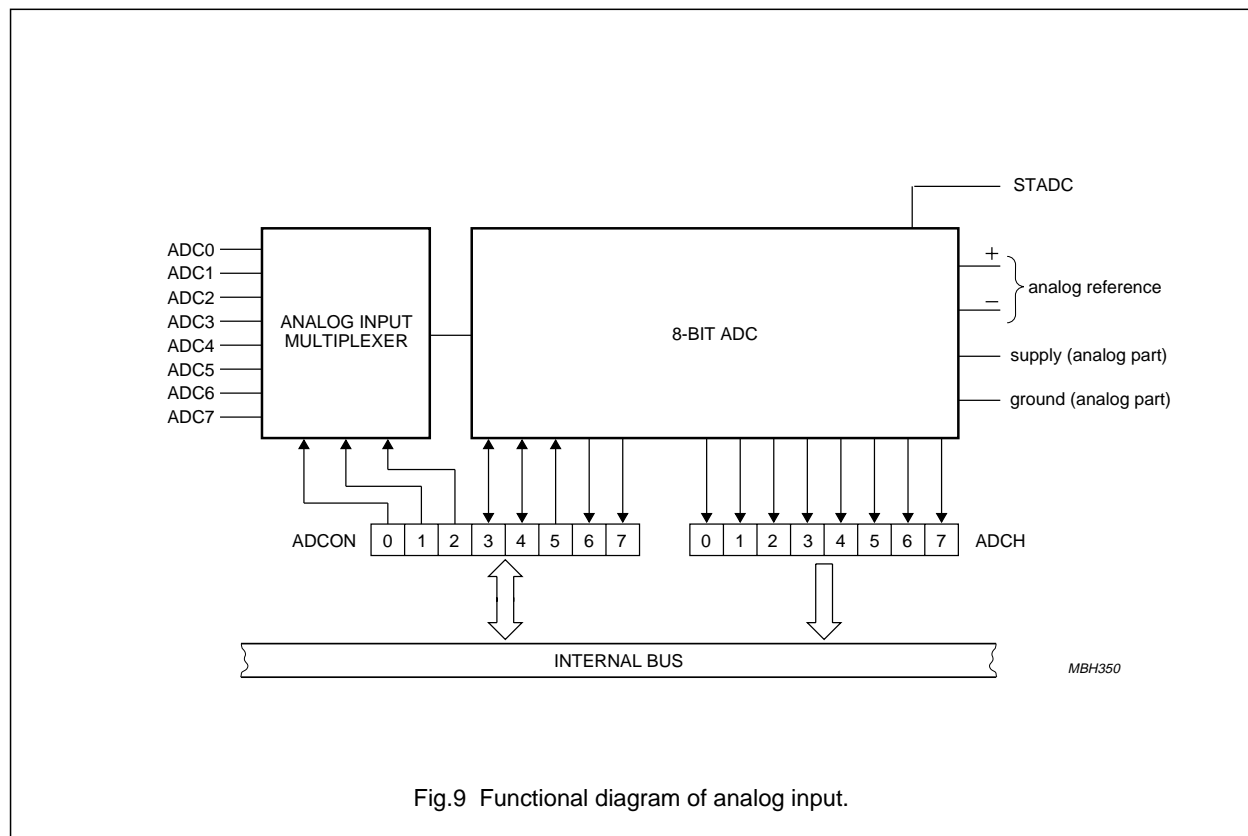 STADC
ADC0
ADC1
ADC2
ADC3
ADC4
ADC5
ADC6
ADC7
ANALOG INPUT
MULTIPLEXER
8-BIT ADC
+
−
analog reference
supply (analog part)
ground (analog part)
ADCON 0 1 2 3 4 5 6 7
0 1 2 3 4 5 6 7 ADCH
INTERNAL BUS
MBH350
Fig.9 Functional diagram of analog input.